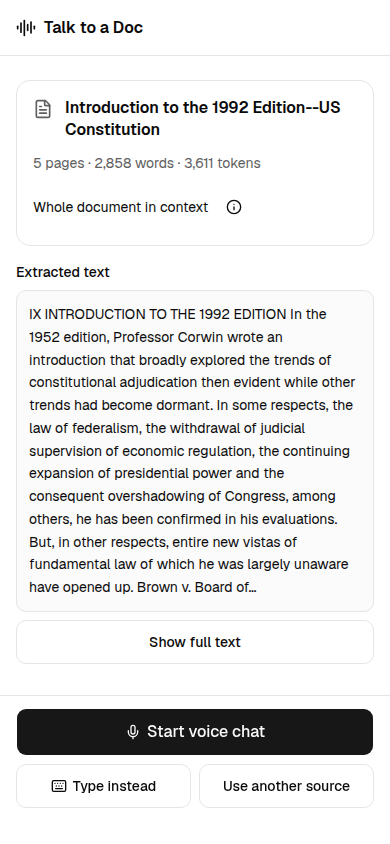 Talk to a Doc
Introduction to the 1992 Edition--US
Constitution
5 pages · 2,858 words · 3,611 tokens
Whole document in context
Extracted text
IX INTRODUCTION TO THE 1992 EDITION In the
1952 edition, Professor Corwin wrote an
introduction that broadly explored the trends of
constitutional adjudication then evident while other
trends had become dormant. In some respects, the
law of federalism, the withdrawal of judicial
supervision of economic regulation, the continuing
expansion of presidential power and the
consequent overshadowing of Congress, among
others, he has been confirmed in his evaluations.
But, in other respects, entire new vistas of
fundamental law of which he was largely unaware
have opened up. Brown v. Board of…
Show full text
Start voice chat
Type instead
Use another source